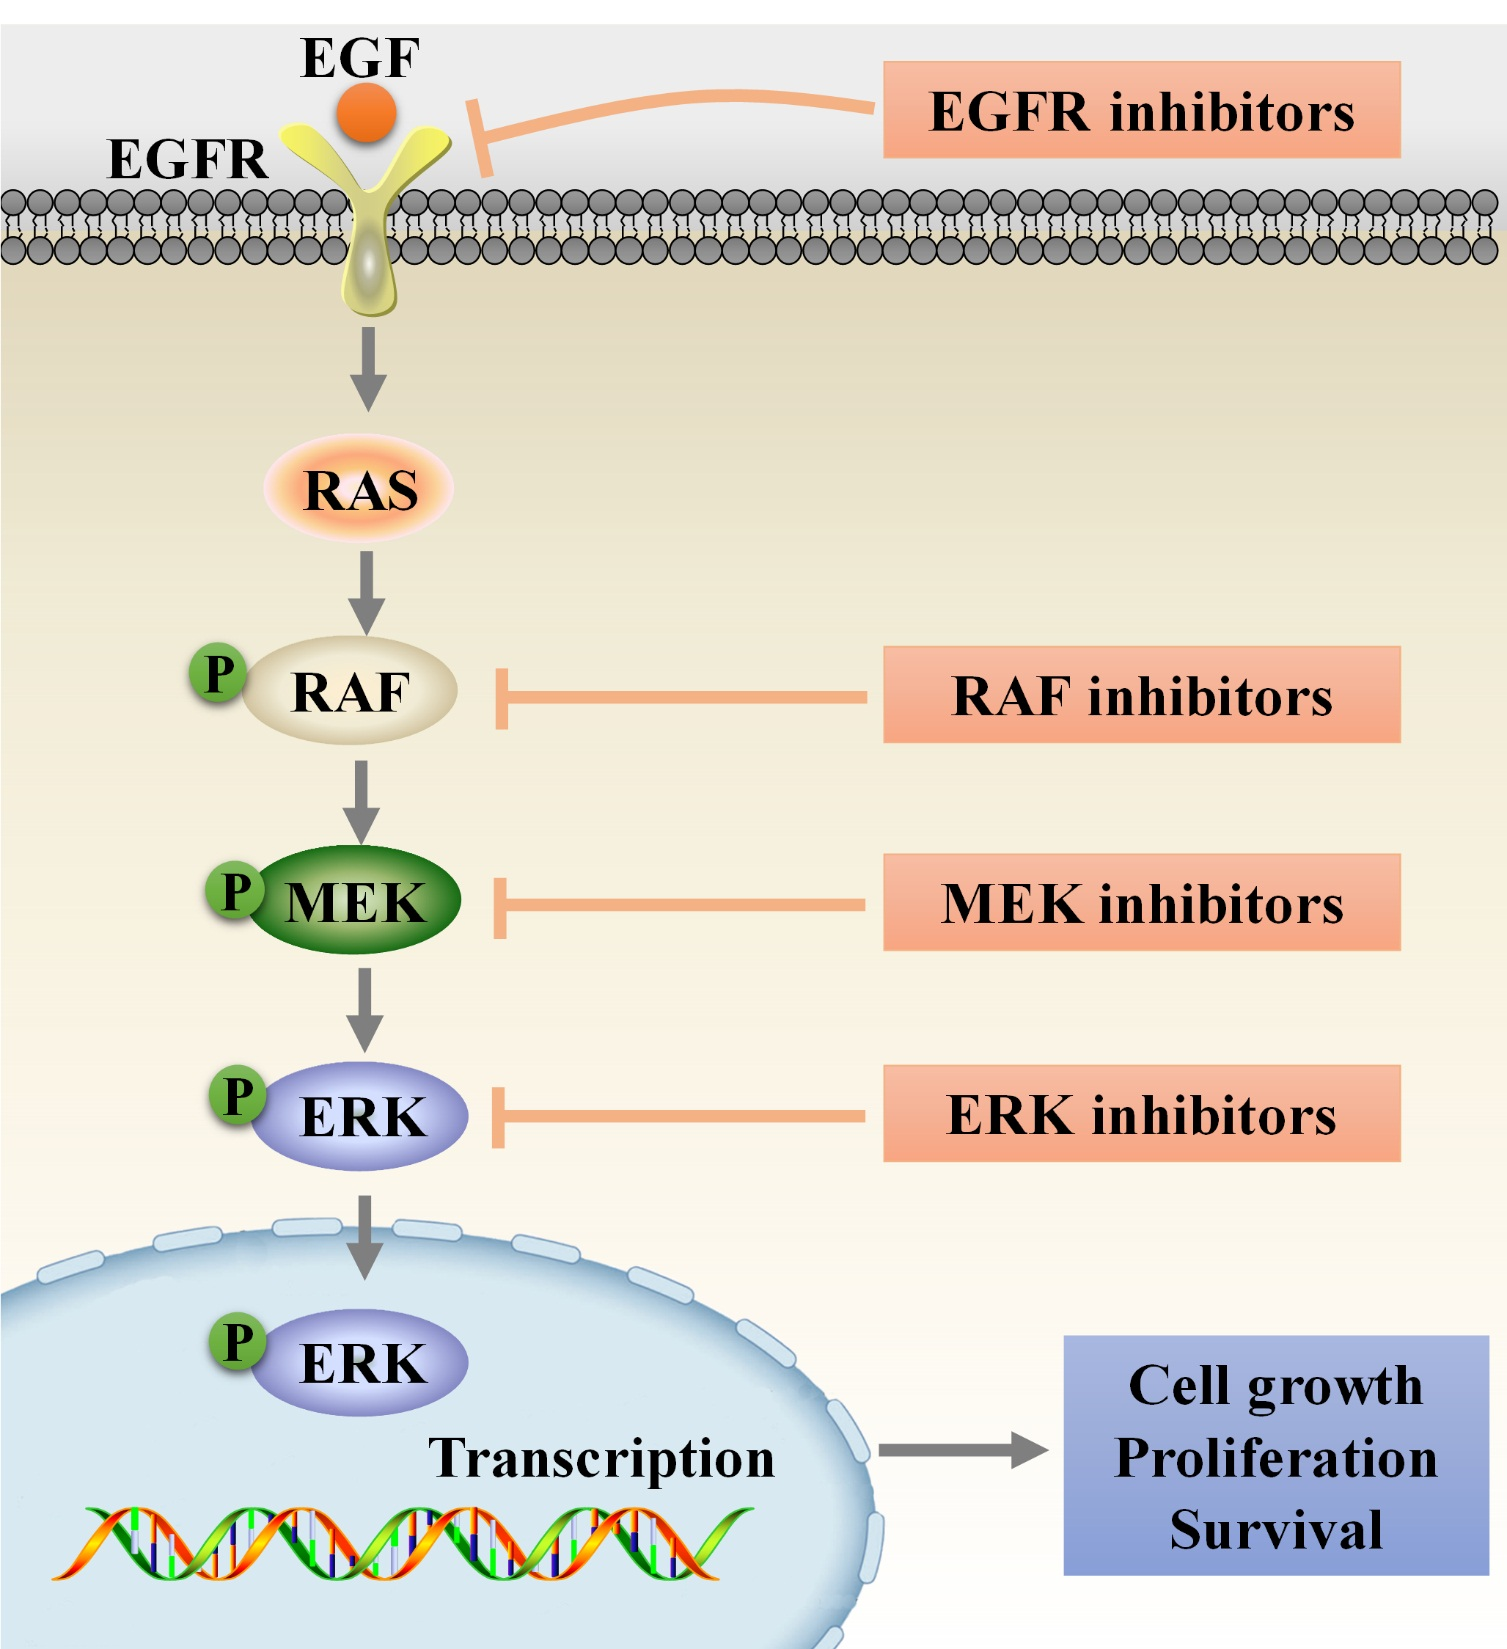 EGF
EGFR
EGFR inhibitors
RAS
P
RAF
RAF inhibitors
P
MEK
MEK inhibitors
P
ERK
ERK inhibitors
P
ERK
Transcription
Cell growth
Proliferation
Survival